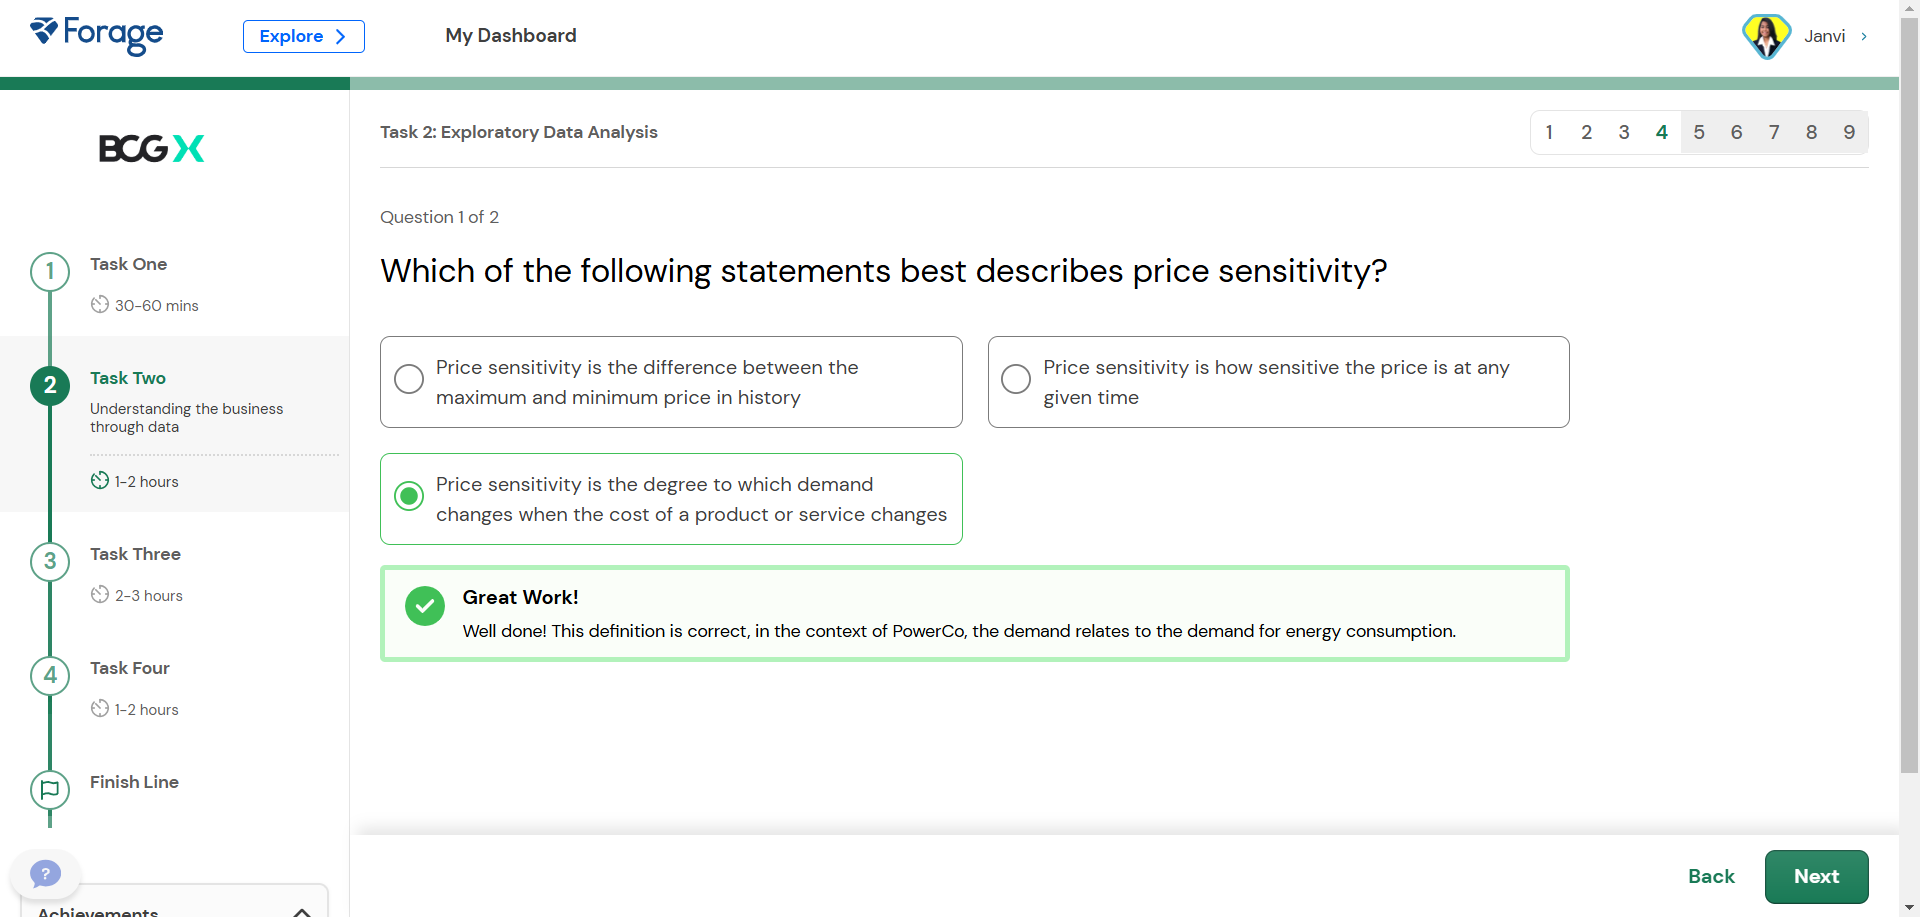 Forage
Explore
My Dashboard
Janvi
BCG X
Task 2: Exploratory Data Analysis
1 2 3 4 5 6 7 8 9
Question 1 of 2
Which of the following statements best describes price sensitivity?
Price sensitivity is the difference between the
maximum and minimum price in history
Price sensitivity is how sensitive the price is at any
given time
Price sensitivity is the degree to which demand
changes when the cost of a product or service changes
Great Work!
Well done! This definition is correct, in the context of PowerCo, the demand relates to the demand for energy consumption.
1
Task One
30-60 mins
2
Task Two
Understanding the business
through data
1-2 hours
3
Task Three
2-3 hours
4
Task Four
1-2 hours
Finish Line
?
Achievements
Back
Next